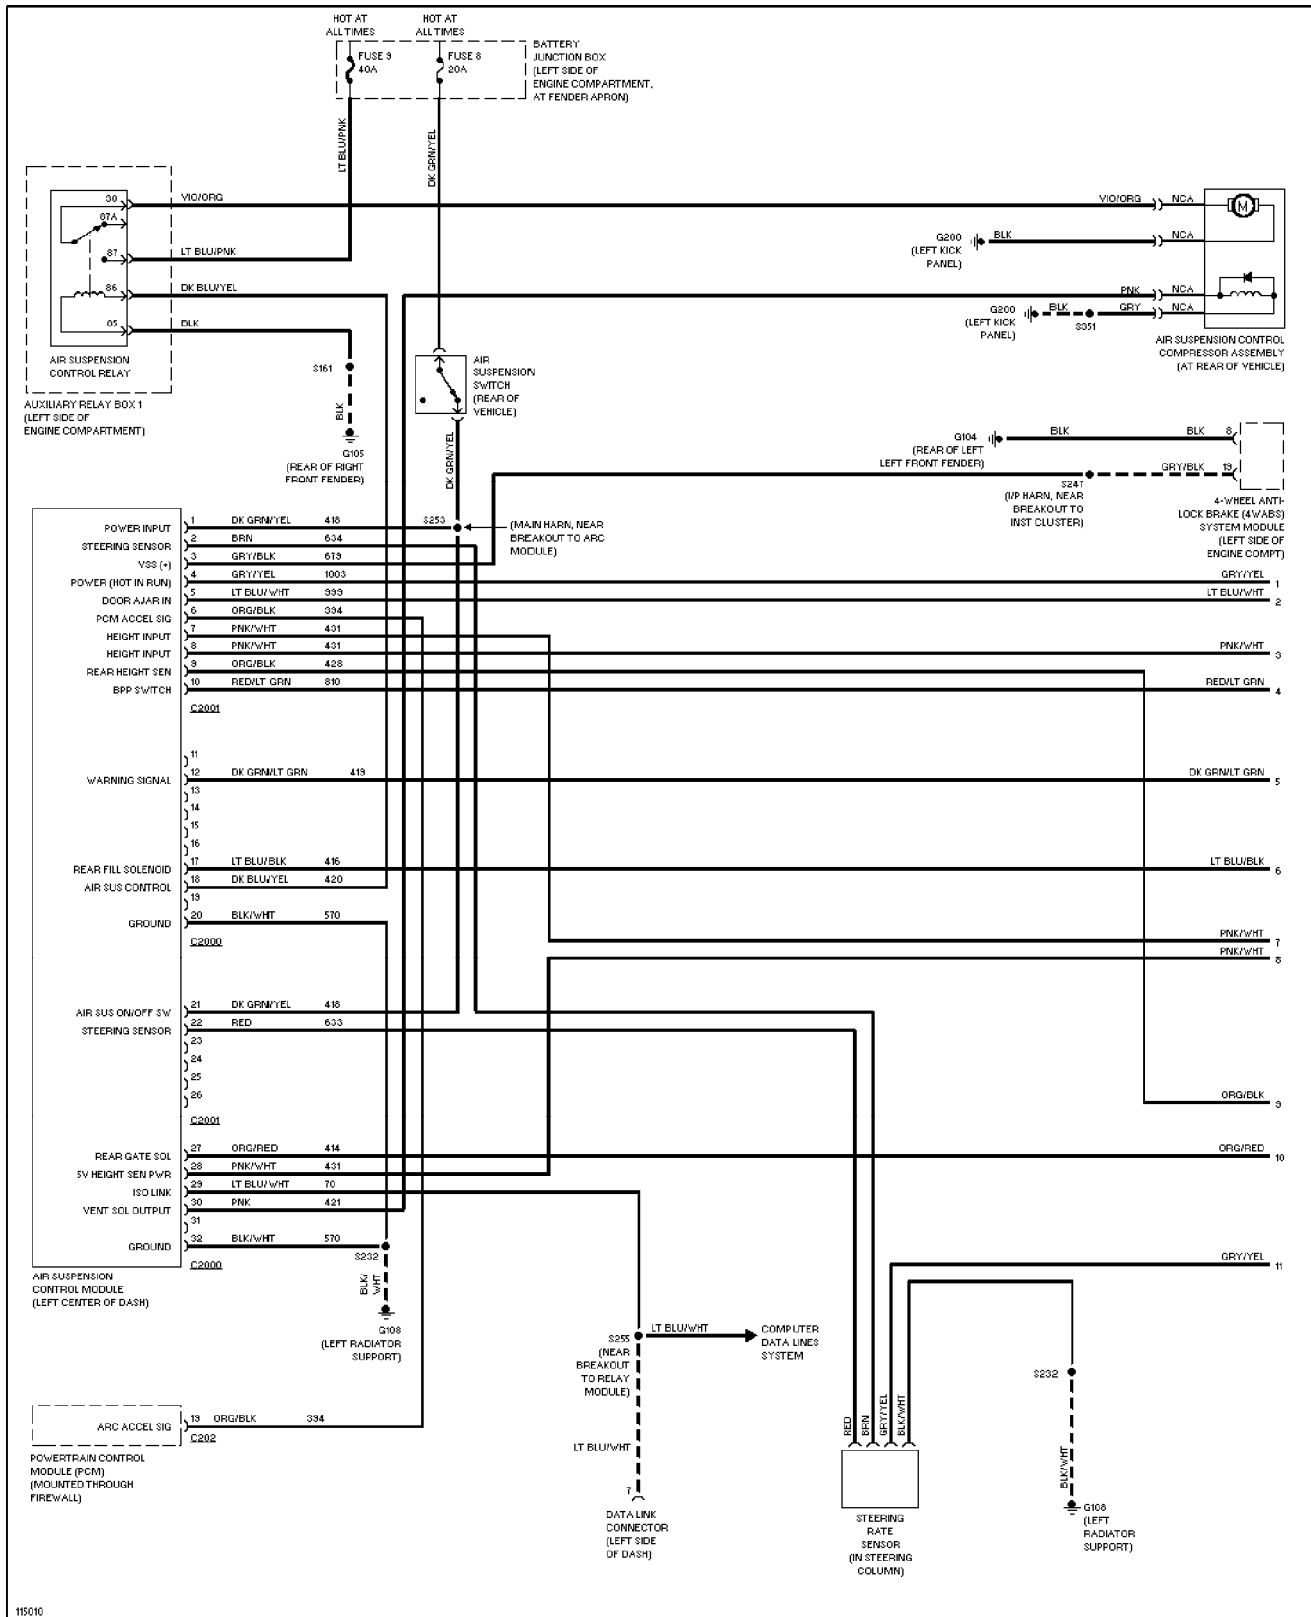 HOT AT
ALL TIMES
HOT AT
ALL TIMES
FUSE 9
40A
FUSE 8
20A
BATTERY
JUNCTION BOX
(LEFT SIDE OF
ENGINE COMPARTMENT,
AT FENDER APRON)
LT BLU/PNK
DK GRN/YEL
30
VIO/ORG
87A
87
LT BLU/PNK
86
DK BLU/YEL
85
BLK
AIR SUSPENSION
CONTROL RELAY
AUXILIARY RELAY BOX 1
(LEFT SIDE OF
ENGINE COMPARTMENT)
S161
BLK
G105
(REAR OF RIGHT
FRONT FENDER)
AIR
SUSPENSION
SWITCH
(REAR OF
VEHICLE)
DK GRN/YEL
VIO/ORG
NCA
M
G200
(LEFT KICK
PANEL)
BLK
NCA
PNK
NCA
G200
(LEFT KICK
PANEL)
BLK
S351
GRY
NCA
AIR SUSPENSION CONTROL
COMPRESSOR ASSEMBLY
(AT REAR OF VEHICLE)
G104
(REAR OF LEFT
LEFT FRONT FENDER)
BLK
BLK
8
GRY/BLK
19
S247
(I/P HARN, NEAR
BREAKOUT TO
INST CLUSTER)
4-WHEEL ANTI-
LOCK BRAKE (4WABS)
SYSTEM MODULE
(LEFT SIDE OF
ENGINE COMPT)
S253
(MAIN HARN, NEAR
BREAKOUT TO ARC
MODULE)
POWER INPUT 1 DK GRN/YEL 418
STEERING SENSOR 2 BRN 634
VSS (+) 3 GRY/BLK 679
POWER (HOT IN RUN) 4 GRY/YEL 1003 GRY/YEL 1
DOOR AJAR IN 5 LT BLU/WHT 999 LT BLU/WHT 2
PCM ACCEL SIG 6 ORG/BLK 394
HEIGHT INPUT 7 PNK/WHT 431
HEIGHT INPUT 8 PNK/WHT 431 PNK/WHT 3
REAR HEIGHT SEN 9 ORG/BLK 428
BPP SWITCH 10 RED/LT GRN 810 RED/LT GRN 4
C2001
11
WARNING SIGNAL 12 DK GRN/LT GRN 419 DK GRN/LT GRN 5
13
14
15
16
REAR FILL SOLENOID 17 LT BLU/BLK 416 LT BLU/BLK 6
AIR SUS CONTROL 18 DK BLU/YEL 420
19
GROUND 20 BLK/WHT 570
C2000
PNK/WHT 7
PNK/WHT 8
AIR SUS ON/OFF SW 21 DK GRN/YEL 418
STEERING SENSOR 22 RED 633
23
24
25
26
C2001
ORG/BLK 9
REAR GATE SOL 27 ORG/RED 414 ORG/RED 10
5V HEIGHT SEN PWR 28 PNK/WHT 431
ISO LINK 29 LT BLU/WHT 70
VENT SOL OUTPUT 30 PNK 421
31
GROUND 32 BLK/WHT 570
C2000
S232
GRY/YEL 11
AIR SUSPENSION
CONTROL MODULE
(LEFT CENTER OF DASH)
BLK/
WHT
G108
(LEFT RADIATOR
SUPPORT)
S255
(NEAR
BREAKOUT
TO RELAY
MODULE)
LT BLU/WHT
COMPUTER
DATA LINES
SYSTEM
S232
ARC ACCEL SIG 19 ORG/BLK 394
C202
POWERTRAIN CONTROL
MODULE (PCM)
(MOUNTED THROUGH
FIREWALL)
LT BLU/WHT
7
DATA LINK
CONNECTOR
(LEFT SIDE
OF DASH)
RED
BRN
GRY/YEL
BLK/WHT
STEERING
RATE
SENSOR
(IN STEERING
COLUMN)
BLK/WHT
G108
(LEFT
RADIATOR
SUPPORT)
115010